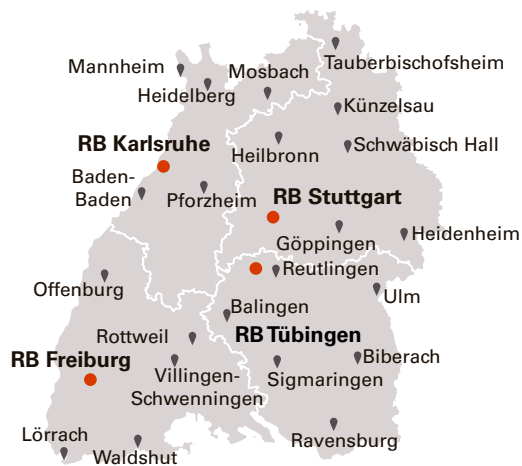 Tauberbischofsheim
Mannheim
Mosbach
Heidelberg
Künzelsau
RB Karlsruhe
Heilbronn
Schwäbisch Hall
Baden-
Baden
Pforzheim
RB Stuttgart
Göppingen
Heidenheim
Reutlingen
Offenburg
Ulm
Balingen
Rottweil
RB Tübingen
RB Freiburg
Biberach
Villingen-
Schwenningen
Sigmaringen
Lörrach
Waldshut
Ravensburg